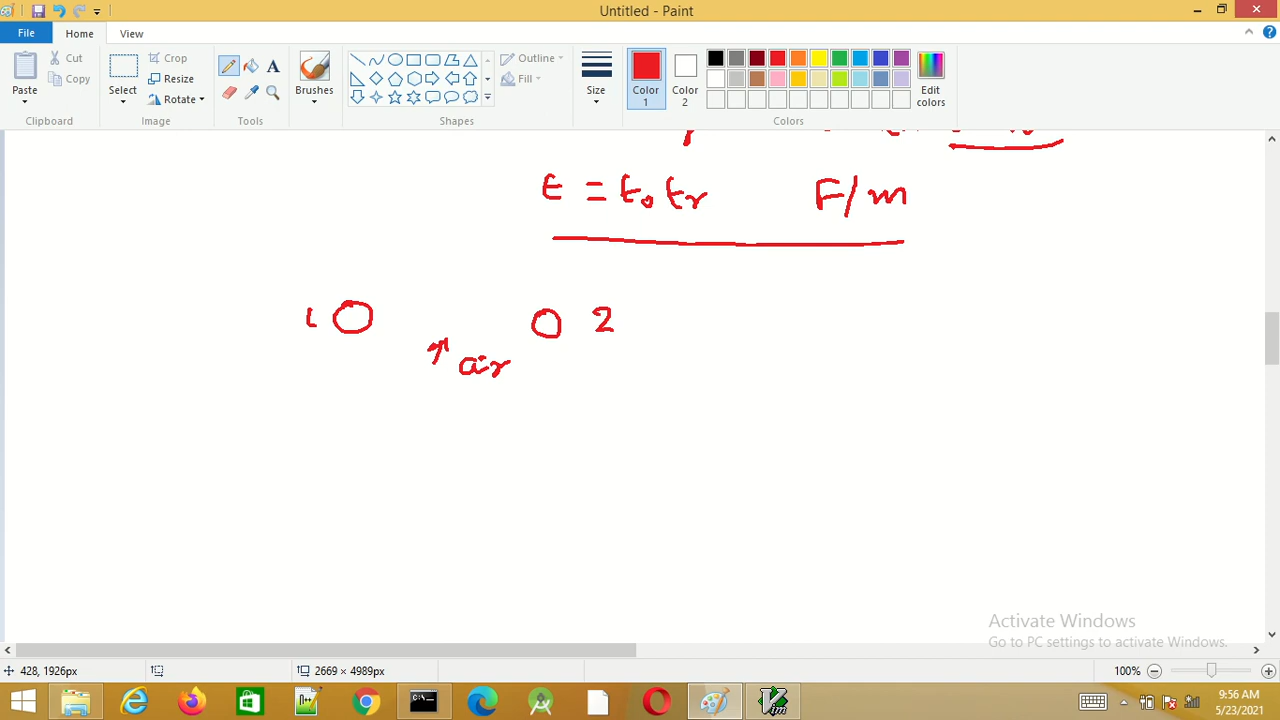 Untitled - Paint
File Home View
Paste Cut Copy Select Crop Resize Rotate Brushes Outline Fill Size Color 1 Color 2 Edit colors
Clipboard Image Tools Shapes Colors
ε = ε₀ εr F/m
1 2
air
Activate Windows
Go to PC settings to activate Windows.
428, 1926px 2669 × 4989px 100%
9:56 AM
5/23/2021